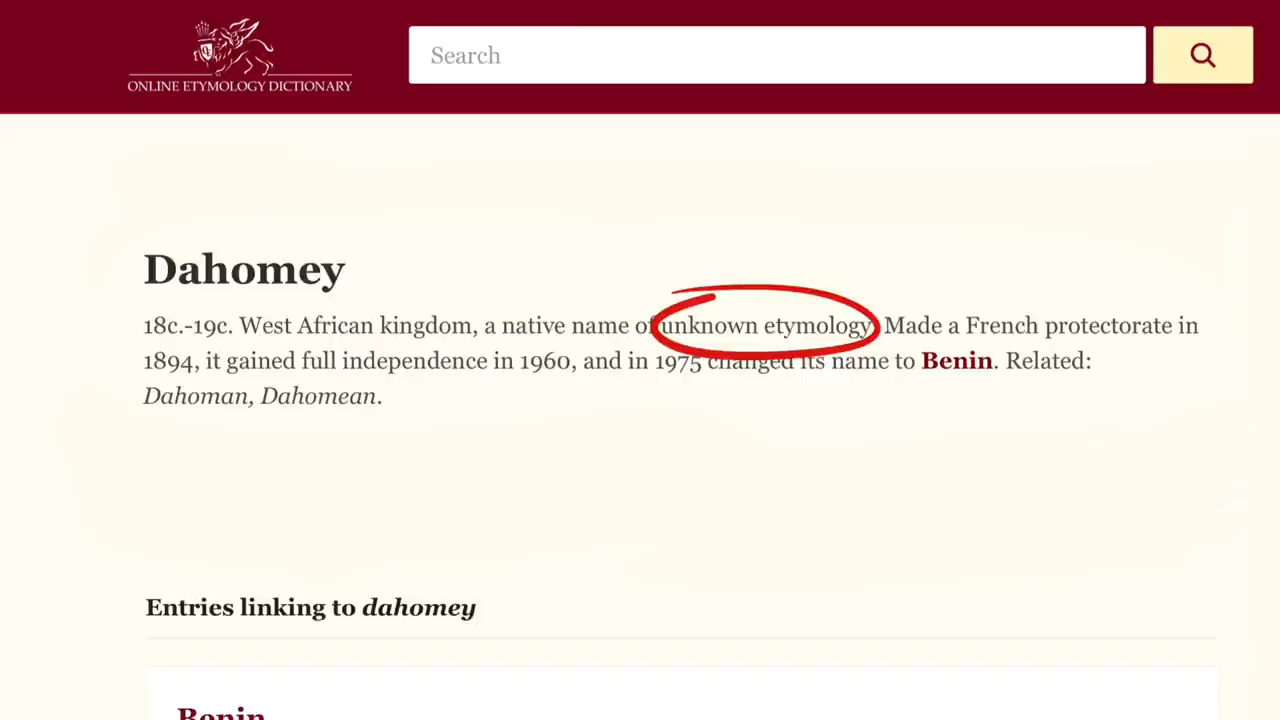 ONLINE ETYMOLOGY DICTIONARY
Search
Dahomey
18c.-19c. West African kingdom, a native name of unknown etymology. Made a French protectorate in
1894, it gained full independence in 1960, and in 1975 changed its name to Benin. Related:
Dahoman, Dahomean.
Entries linking to dahomey
Benin